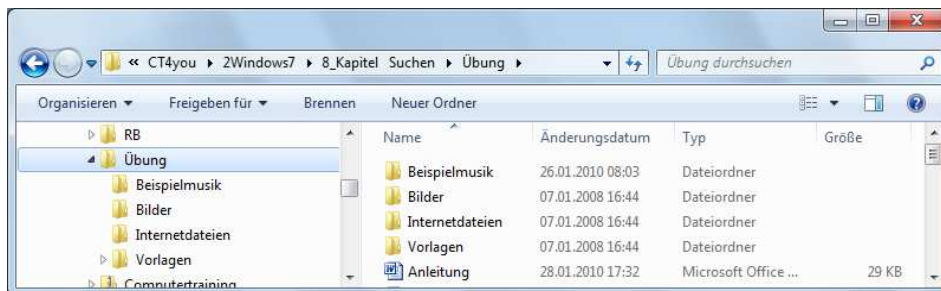 « CT4you ▸ 2Windows7 ▸ 8_Kapitel Suchen ▸ Übung ▸ Übung durchsuchen
Organisieren Freigeben für Brennen Neuer Ordner
RB
Übung
Beispielmusik
Bilder
Internetdateien
Vorlagen
Computertraining
Name Änderungsdatum Typ Größe
Beispielmusik 26.01.2010 08:03 Dateiordner
Bilder 07.01.2008 16:44 Dateiordner
Internetdateien 07.01.2008 16:44 Dateiordner
Vorlagen 07.01.2008 16:44 Dateiordner
Anleitung 28.01.2010 17:32 Microsoft Office ... 29 KB